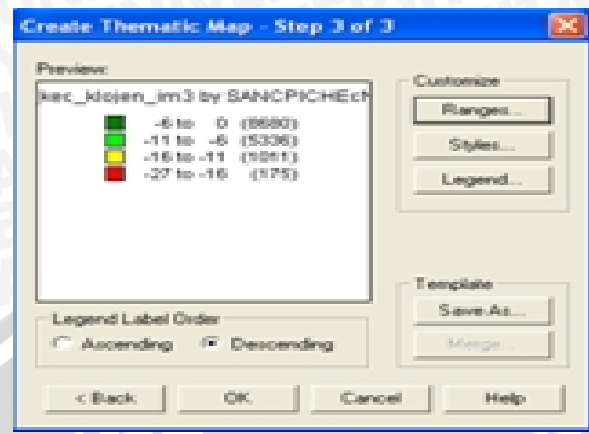 Create Thematic Map - Step 3 of 3
Preview:
kec_klojen_im3 by
-6 to 0 (8680)
-11 to -6 (5336)
-16 to -11 (1011)
-27 to -16 (175)
Customize
Ranges...
Styles...
Legend...
Legend Label Order
Ascending Descending
Template
Save As...
Merge...
< Back OK Cancel Help